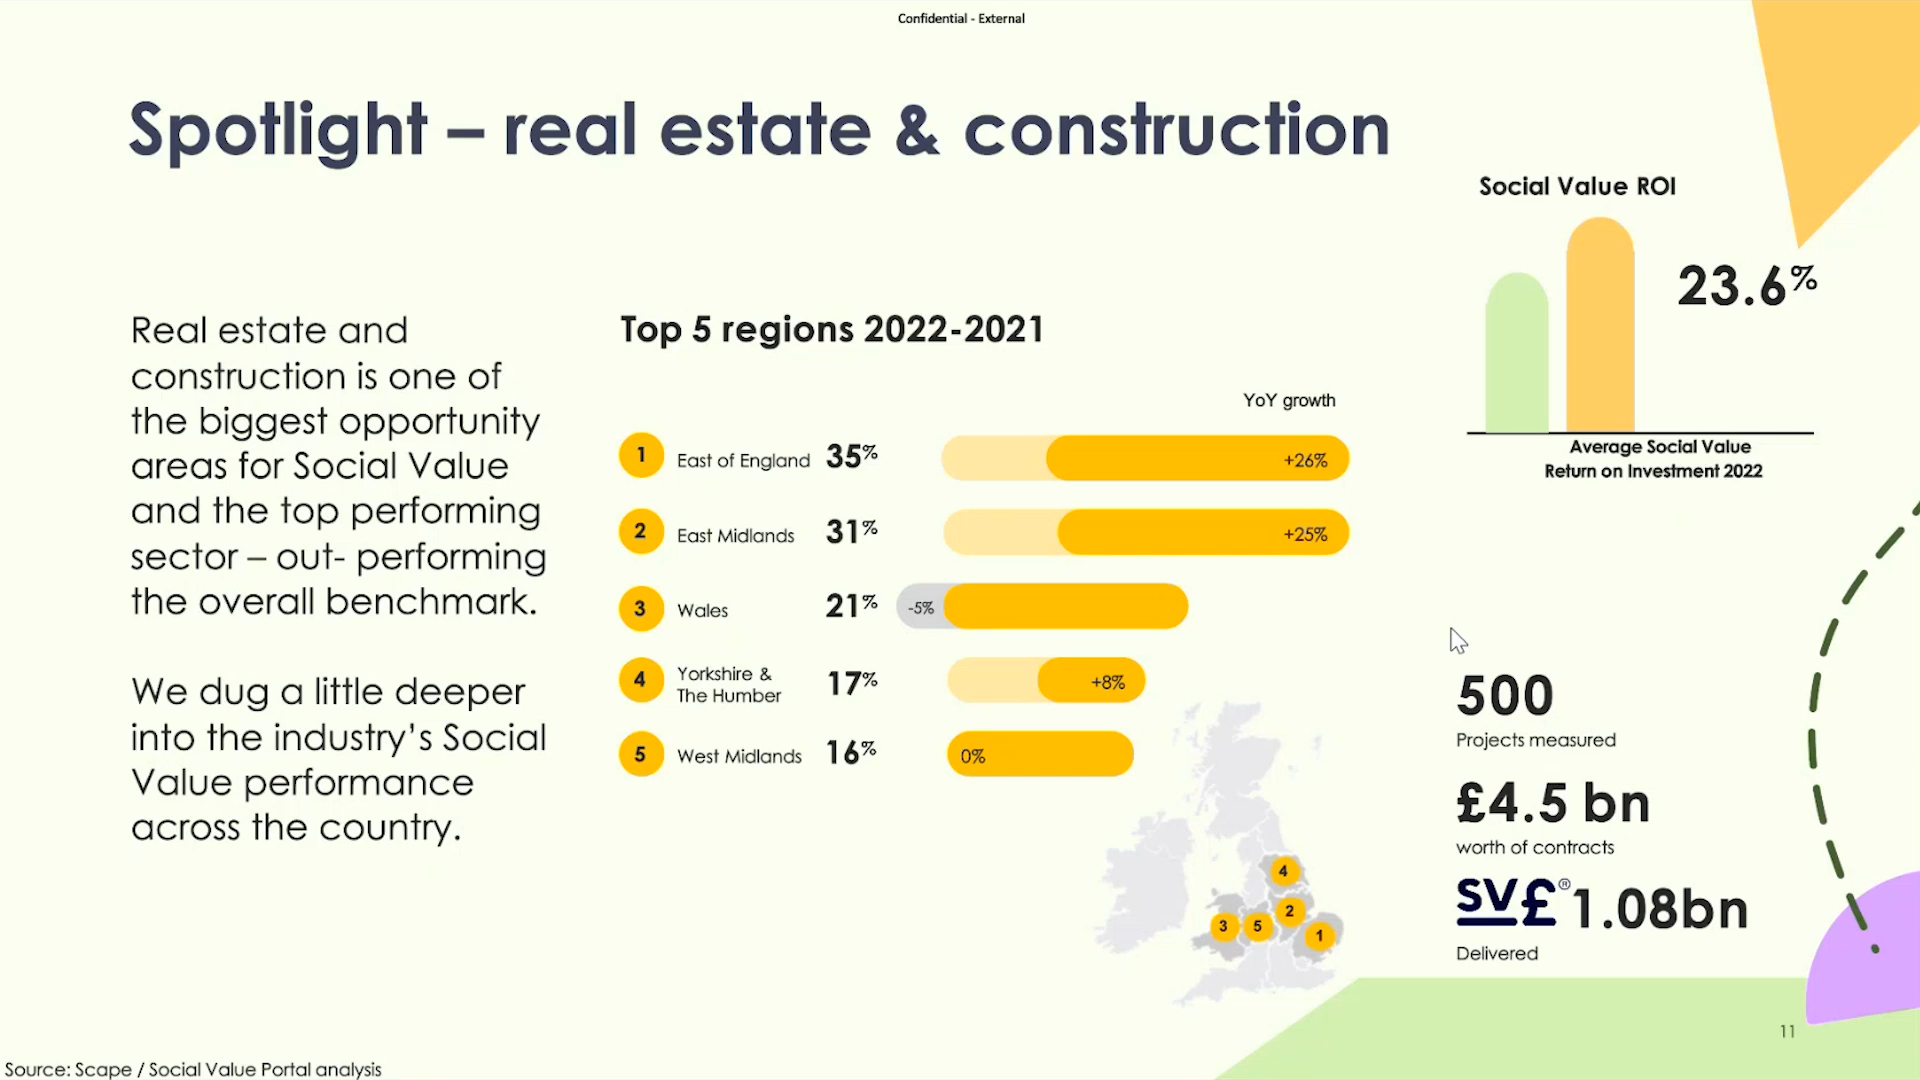 Confidential - External
Spotlight – real estate & construction
Social Value ROI
23.6%
Average Social Value
Return on Investment 2022
Real estate and
construction is one of
the biggest opportunity
areas for Social Value
and the top performing
sector – out- performing
the overall benchmark.
We dug a little deeper
into the industry’s Social
Value performance
across the country.
Top 5 regions 2022-2021
YoY growth
1 East of England 35% +26%
2 East Midlands 31% +25%
3 Wales 21% -5%
4 Yorkshire &
The Humber 17% +8%
5 West Midlands 16% 0%
4
2
3 5
1
500
Projects measured
£4.5 bn
worth of contracts
SV£® 1.08bn
Delivered
11
Source: Scape / Social Value Portal analysis